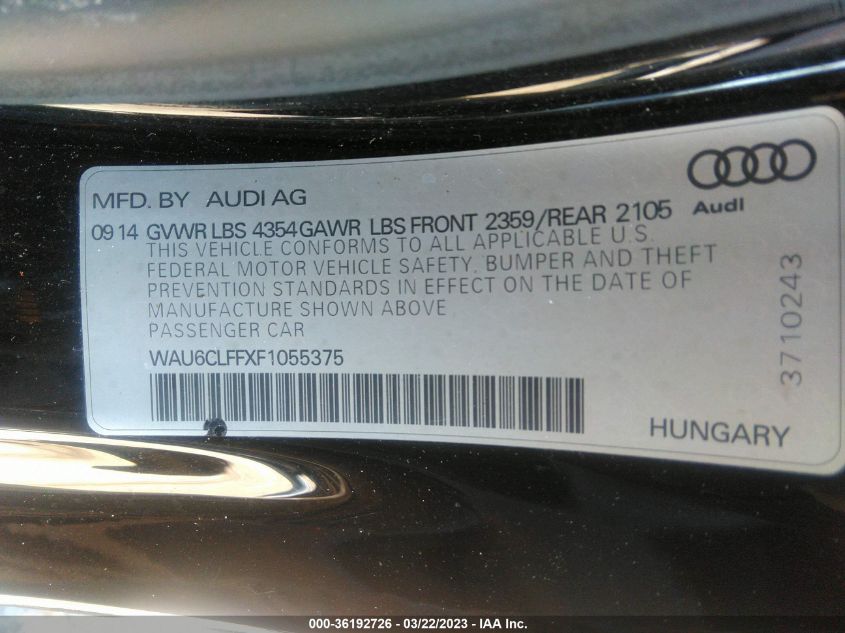 MFD. BY AUDI AG
Audi
09 14 GVWR LBS 4354 GAWR LBS FRONT 2359/REAR 2105
THIS VEHICLE CONFORMS TO ALL APPLICABLE U.S.
FEDERAL MOTOR VEHICLE SAFETY. BUMPER AND THEFT
PREVENTION STANDARDS IN EFFECT ON THE DATE OF
MANUFACTURE SHOWN ABOVE
PASSENGER CAR
WAU6CLFFXF1055375
3710243
HUNGARY
000-36192726 - 03/22/2023 - IAA Inc.